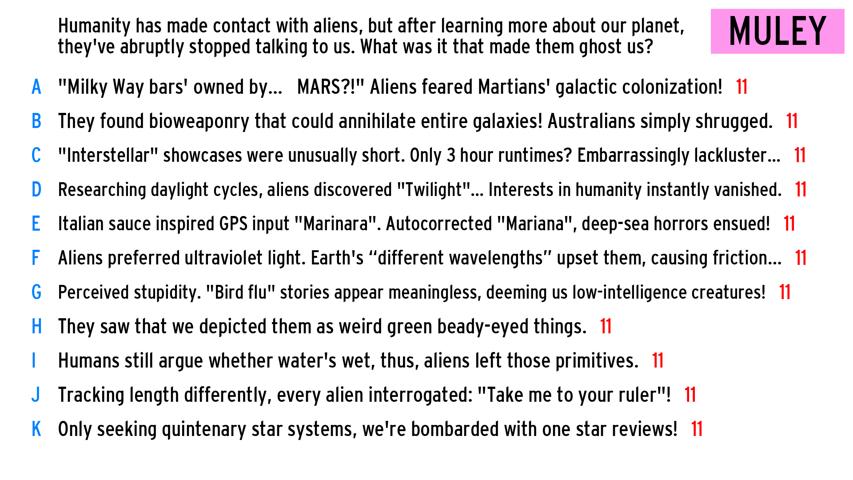 Humanity has made contact with aliens, but after learning more about our planet,
they've abruptly stopped talking to us. What was it that made them ghost us?
MULEY
A "Milky Way bars' owned by... MARS?!" Aliens feared Martians' galactic colonization! 11
B They found bioweaponry that could annihilate entire galaxies! Australians simply shrugged. 11
C "Interstellar" showcases were unusually short. Only 3 hour runtimes? Embarrassingly lackluster... 11
D Researching daylight cycles, aliens discovered "Twilight"... Interests in humanity instantly vanished. 11
E Italian sauce inspired GPS input "Marinara". Autocorrected "Mariana", deep-sea horrors ensued! 11
F Aliens preferred ultraviolet light. Earth's “different wavelengths” upset them, causing friction... 11
G Perceived stupidity. "Bird flu" stories appear meaningless, deeming us low-intelligence creatures! 11
H They saw that we depicted them as weird green beady-eyed things. 11
I Humans still argue whether water's wet, thus, aliens left those primitives. 11
J Tracking length differently, every alien interrogated: "Take me to your ruler"! 11
K Only seeking quintenary star systems, we're bombarded with one star reviews! 11